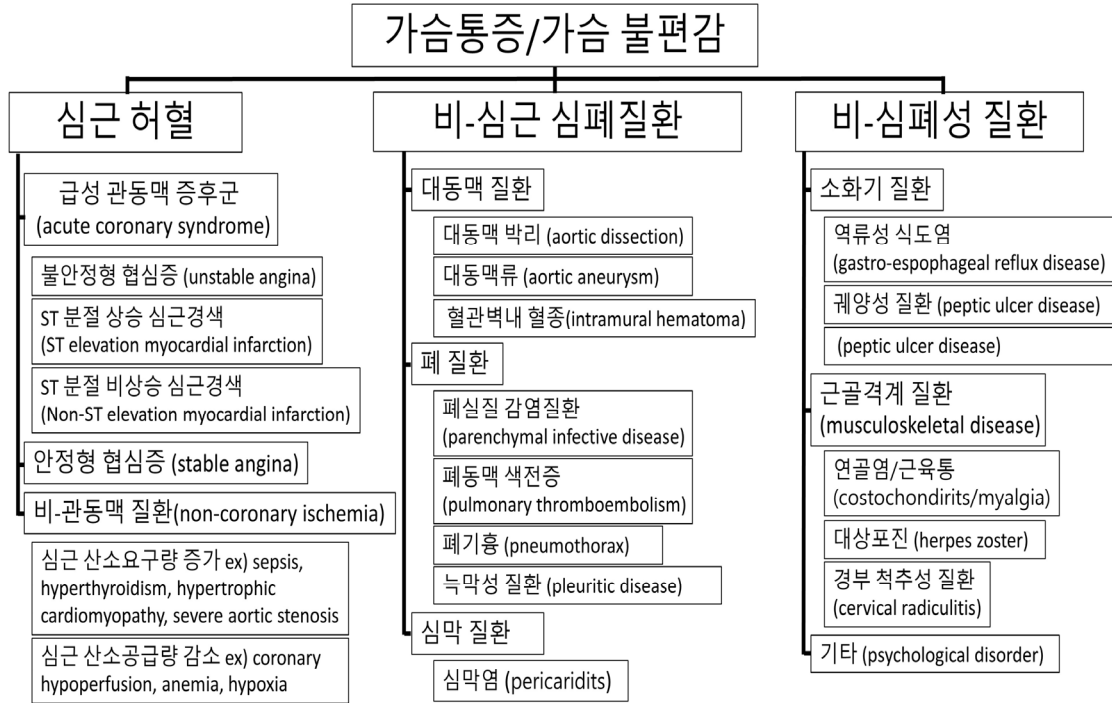 가슴통증/가슴 불편감
심근 허혈
급성 관동맥 증후군
(acute coronary syndrome)
불안정형 협심증 (unstable angina)
ST 분절 상승 심근경색
(ST elevation myocardial infarction)
ST 분절 비상승 심근경색
(Non-ST elevation myocardial infarction)
안정형 협심증 (stable angina)
비-관동맥 질환(non-coronary ischemia)
심근 산소요구량 증가 ex) sepsis,
hyperthyroidism, hypertrophic
cardiomyopathy, severe aortic stenosis
심근 산소공급량 감소 ex) coronary
hypoperfusion, anemia, hypoxia
비-심근 심폐질환
대동맥 질환
대동맥 박리 (aortic dissection)
대동맥류 (aortic aneurysm)
혈관벽내 혈종(intramural hematoma)
폐 질환
폐실질 감염질환
(parenchymal infective disease)
폐동맥 색전증
(pulmonary thromboembolism)
폐기흉 (pneumothorax)
늑막성 질환 (pleuritic disease)
심막 질환
심막염 (pericaridits)
비-심폐성 질환
소화기 질환
역류성 식도염
(gastro-espophageal reflux disease)
궤양성 질환 (peptic ulcer disease)
(peptic ulcer disease)
근골격계 질환
(musculoskeletal disease)
연골염/근육통
(costochondirits/myalgia)
대상포진 (herpes zoster)
경부 척추성 질환
(cervical radiculitis)
기타 (psychological disorder)